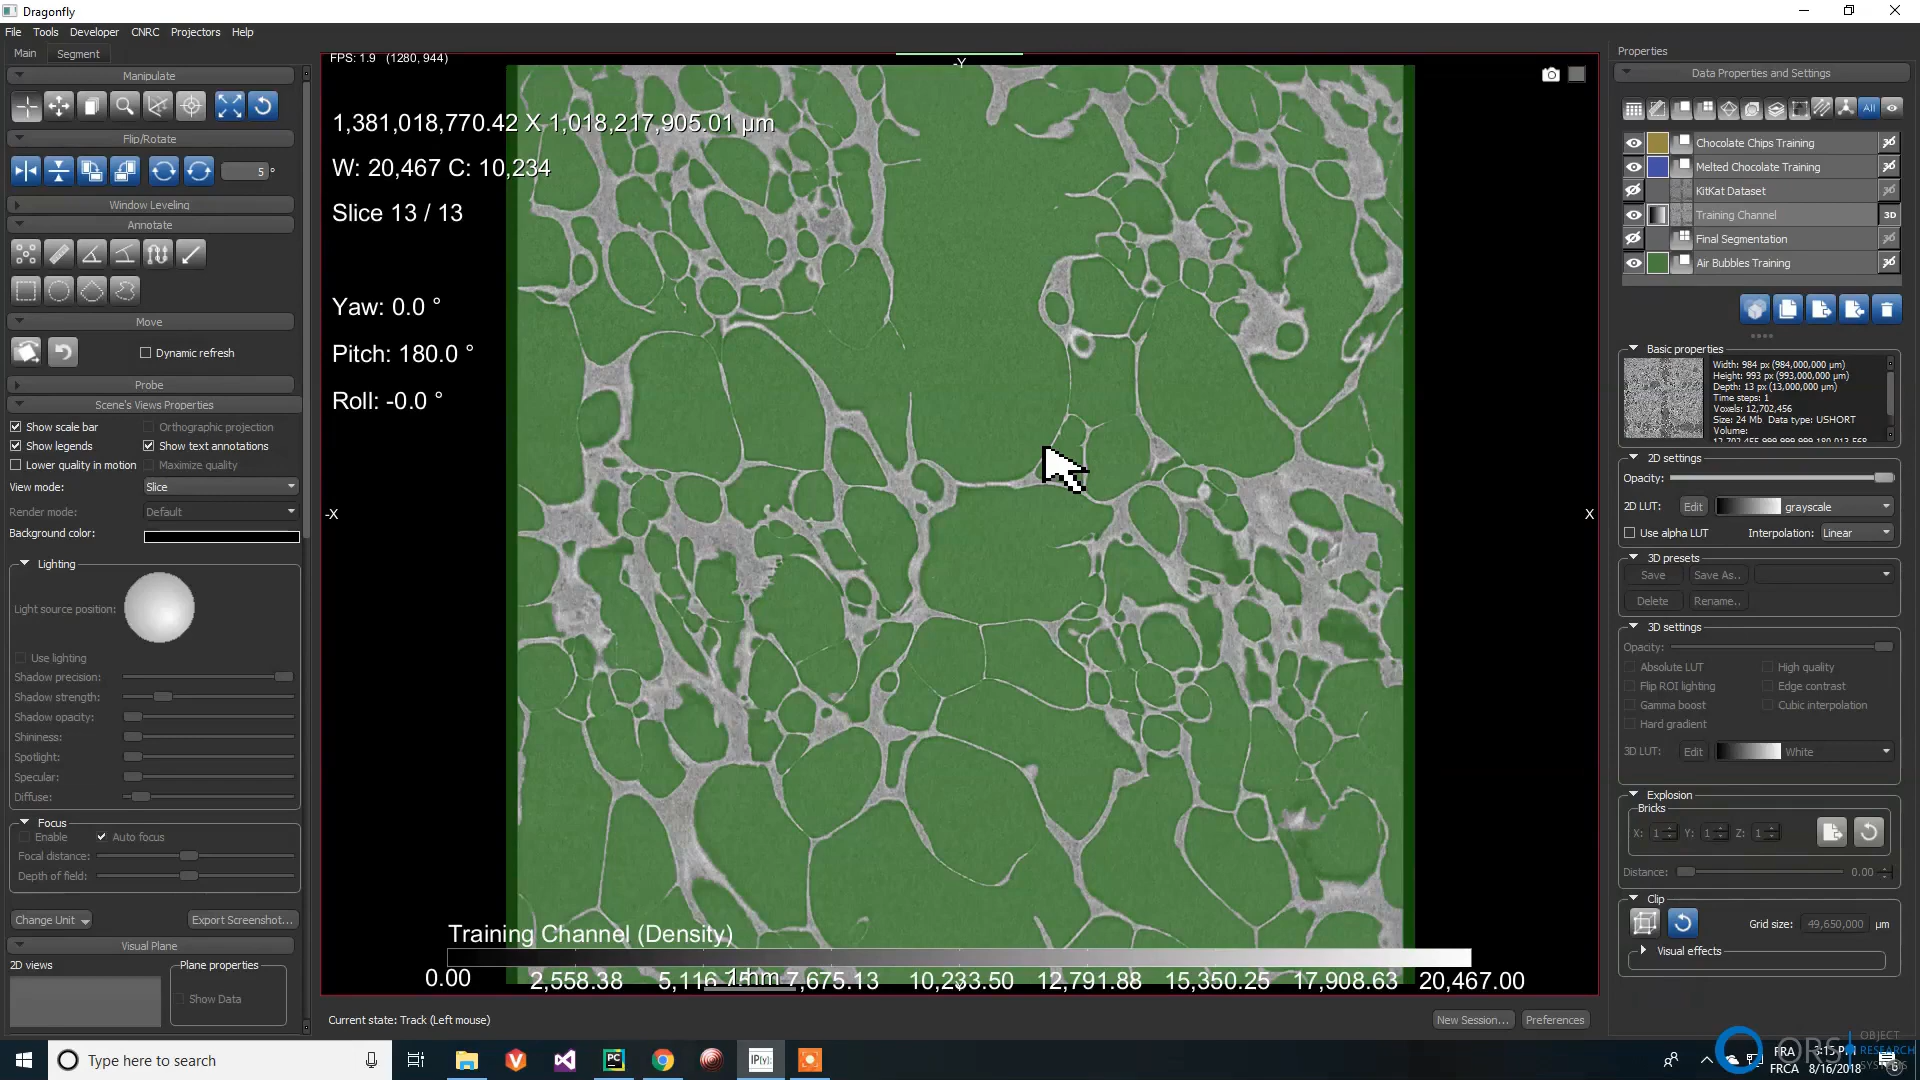 Dragonfly
File Tools Developer CNRC Projectors Help
Main Segment
Manipulate
Flip/Rotate
5 °
Window Leveling
Annotate
Move
Dynamic refresh
Probe
Scene's Views Properties
Show scale bar Orthographic projection
Show legends Show text annotations
Lower quality in motion Maximize quality
View mode: Slice
Render mode: Default
Background color:
Lighting
Light source position:
Use lighting
Shadow precision:
Shadow strength:
Shadow opacity:
Shininess:
Spotlight:
Specular:
Diffuse:
Focus
Enable Auto focus
Focal distance:
Depth of field:
Change Unit Export Screenshot...
Visual Plane
2D views Plane properties
Show Data
FPS: 1.9 (1280, 944)
-Y
1,381,018,770.42 X 1,018,217,905.01 µm
W: 20,467 C: 10,234
Slice 13 / 13
Yaw: 0.0 °
Pitch: 180.0 °
Roll: -0.0 °
-X X
Training Channel (Density)
0.00 2,558.38 7,675.13 10,233.50 12,791.88 15,350.25 17,908.63 20,467.00
Current state: Track (Left mouse)
New Session... Preferences
Properties
Data Properties and Settings
All
Chocolate Chips Training
Melted Chocolate Training
KitKat Dataset
Training Channel 3D
Final Segmentation
Air Bubbles Training
Basic properties
Width: 984 px (984,000,000 µm)
Height: 993 px (993,000,000 µm)
Depth: 13 px (13,000,000 µm)
Time steps: 1
Voxels: 12,702,456
Size: 24 Mb Data type: USHORT
Volume:
2D settings
Opacity:
2D LUT: Edit grayscale
Use alpha LUT Interpolation: Linear
3D presets
Save Save As..
Delete Rename..
3D settings
Opacity:
Absolute LUT High quality
Flip ROI lighting Edge contrast
Gamma boost Cubic interpolation
Hard gradient
3D LUT: Edit White
Explosion
Bricks
X: 1 Y: 1 Z: 1
Distance: 0.00
Clip
Grid size: 49,650,000 µm
Visual effects
Type here to search
PC
IP[y]:
FRA
FRCA 8/16/2018
ORS
OBJECT
RESEARCH
SYSTEMS